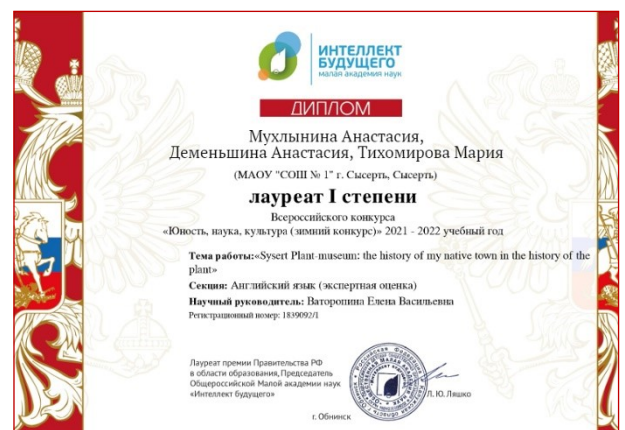 ИНТЕЛЛЕКТ
БУДУЩЕГО
малая академия наук
ДИПЛОМ
Мухлынина Анастасия,
Деменьшина Анастасия, Тихомирова Мария
(МАОУ "СОШ № 1" г. Сысерть, Сысерть)
лауреат I степени
Всероссийского конкурса
«Юность, наука, культура (зимний конкурс)» 2021 - 2022 учебный год
Тема работы:«Sysert Plant-museum: the history of my native town in the history of the
plant»
Секция: Английский язык (экспертная оценка)
Научный руководитель: Ваторопина Елена Васильевна
Регистрационный номер: 1839092/1
Лауреат премии Правительства РФ
в области образования, Председатель
Общероссийской Малой академии наук
«Интеллект будущего»
Л. Ю. Ляшко
г. Обнинск